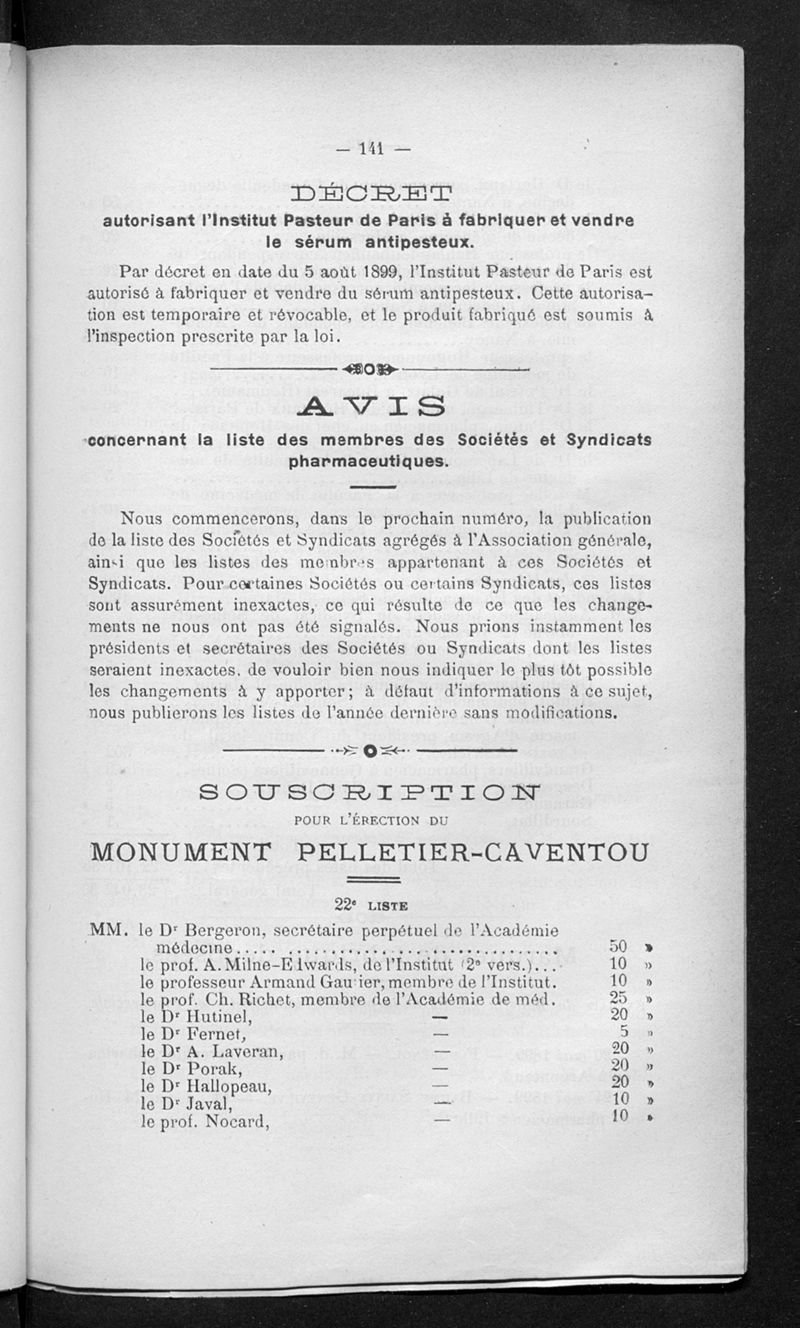 — 141 —
DÉCRET
autorisant l'Institut Pasteur de Paris à fabriquer et vendre
le sérum antipesteux.
Par décret en date du 5 août 1899, l'Institut Pasteur de Paris est
autorisé à fabriquer et vendre du sérum antipesteux. Cette autorisa-
tion est temporaire et révocable, et le produit fabriqué est soumis à
l'inspection prescrite par la loi.
AVIS
concernant la liste des membres des Sociétés et Syndicats
pharmaceutiques.
Nous commencerons, dans le prochain numéro, la publication
de la liste des Sociétés et Syndicats agrégés à l'Association générale,
ainsi que les listes des membres appartenant à ces Sociétés et
Syndicats. Pour certaines Sociétés ou certains Syndicats, ces listes
sont assurément inexactes, ce qui résulte de ce que les change-
ments ne nous ont pas été signalés. Nous prions instamment les
présidents et secrétaires des Sociétés ou Syndicats dont les listes
seraient inexactes, de vouloir bien nous indiquer le plus tôt possible
les changements à y apporter; à défaut d'informations à ce sujet,
nous publierons les listes de l'année dernière sans modifications.
SOUSCRIPTION
POUR L'ÉRECTION DU
MONUMENT PELLETIER-CAVENTOU
22e LISTE
MM. le Dr Bergeron, secrétaire perpétuel de l'Académie
médecine................................. 50 »
le prof. A. Milne-Edwards, de l'Institut (2e vers.)... 10 »
le professeur Armand Gautier, membre de l'Institut. 10 »
le prof. Ch. Richet, membre de l'Académie de méd. 25 »
le Dr Hutinel, — 20 »
le Dr Fernet, — 5 »
le Dr A. Laveran, — 20 »
le Dr Porak, — 20 »
le Dr Hallopeau, — 20 »
le Dr Javal, — 10 »
le prof. Nocard, — 10 »